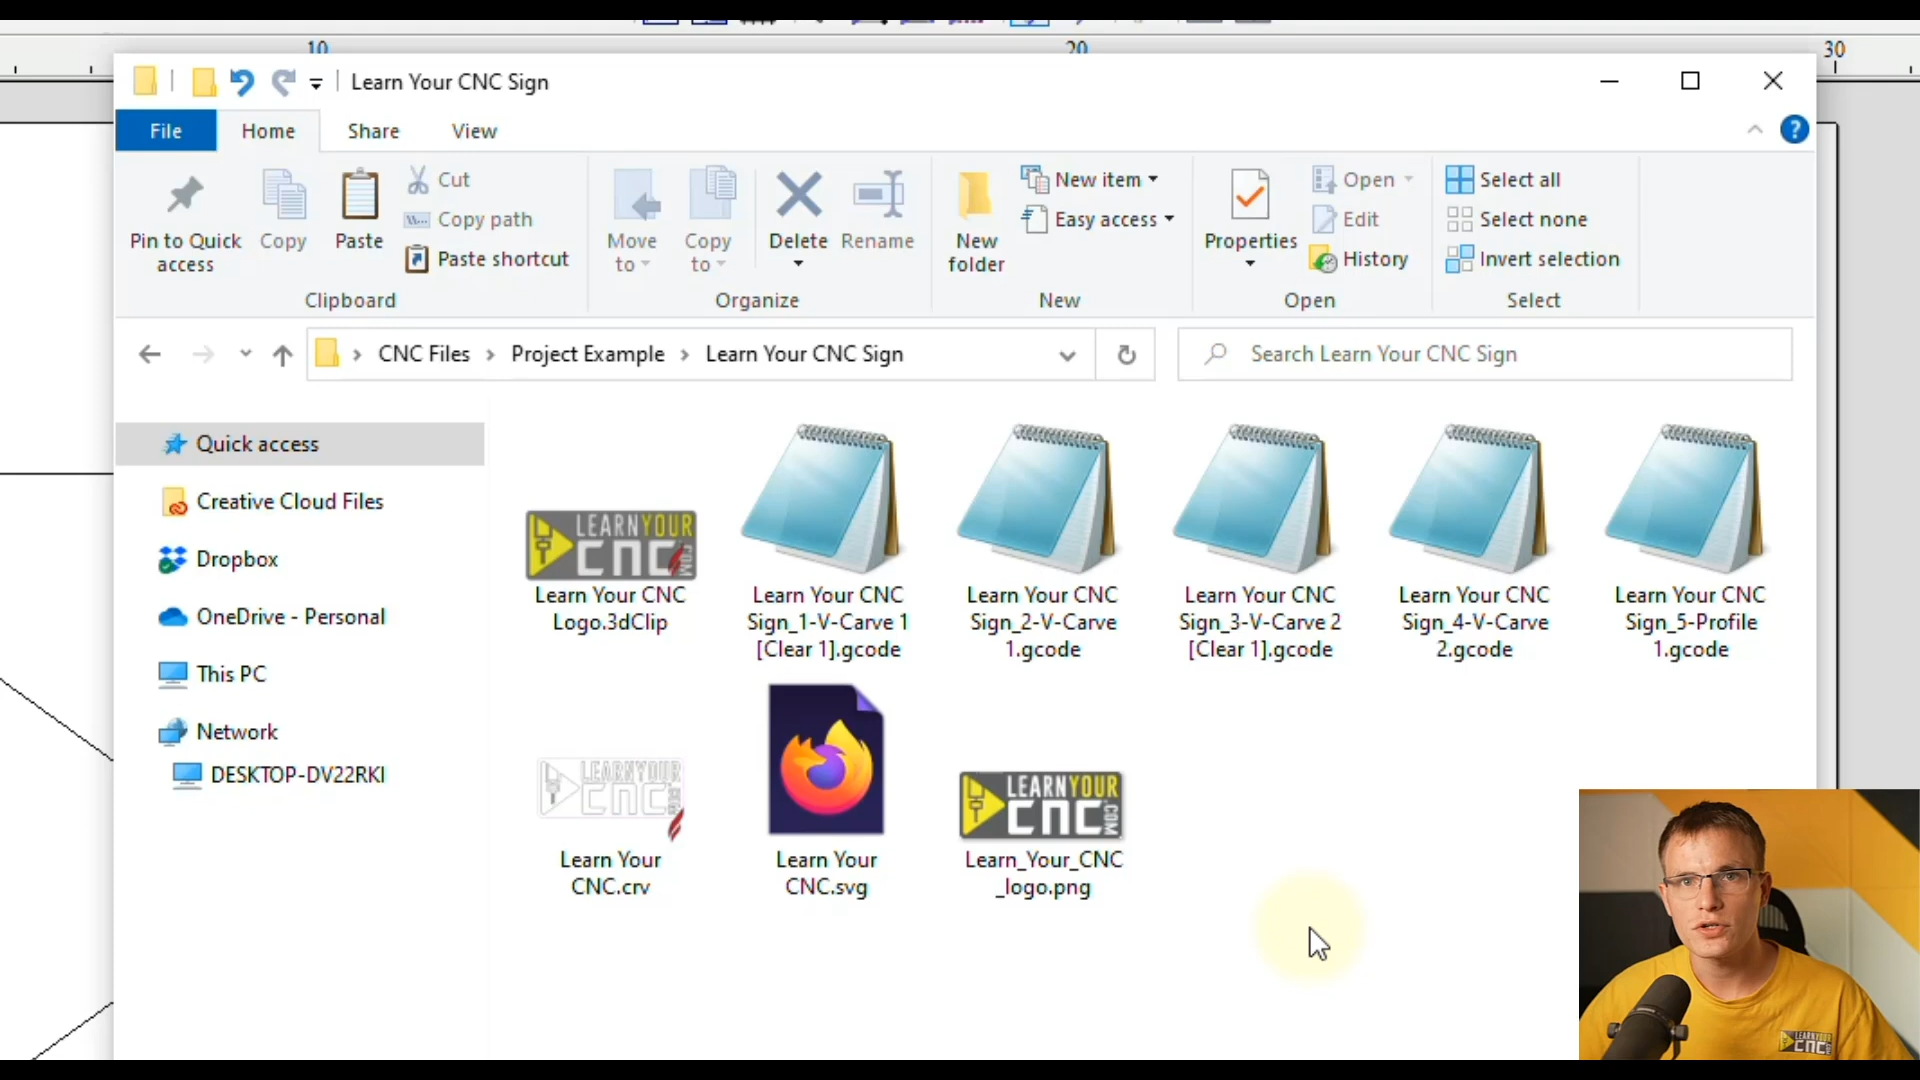 10
20
30
Learn Your CNC Sign
File
Home
Share
View
Pin to Quick
access
Copy
Paste
Cut
Copy path
Paste shortcut
Clipboard
Move
to
Copy
to
Delete
Rename
Organize
New
folder
New item
Easy access
New
Properties
Open
Edit
History
Open
Select all
Select none
Invert selection
Select
CNC Files
Project Example
Learn Your CNC Sign
Search Learn Your CNC Sign
Quick access
Creative Cloud Files
Dropbox
OneDrive - Personal
This PC
Network
DESKTOP-DV22RKI
LEARNYOUR
CNC
.COM
Learn Your CNC
Logo.3dClip
Learn Your CNC
Sign_1-V-Carve 1
[Clear 1].gcode
Learn Your CNC
Sign_2-V-Carve
1.gcode
Learn Your CNC
Sign_3-V-Carve 2
[Clear 1].gcode
Learn Your CNC
Sign_4-V-Carve
2.gcode
Learn Your CNC
Sign_5-Profile
1.gcode
LEARNYOUR
CNC
Learn Your
CNC.crv
Learn Your
CNC.svg
LEARNYOUR
CNC
.COM
Learn_Your_CNC
_logo.png
LEARNYOUR
CNC